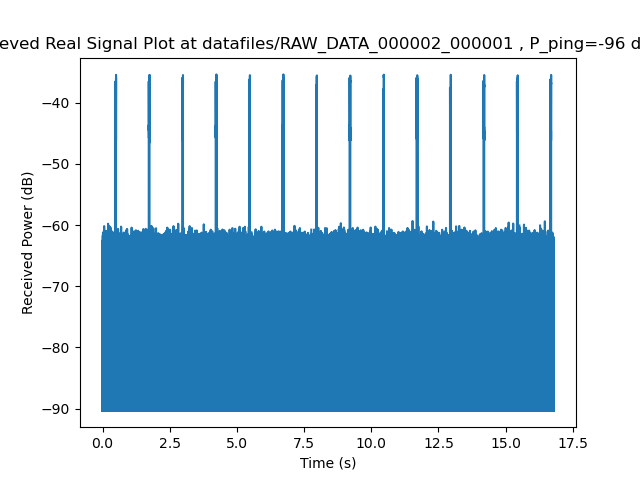 eved Real Signal Plot at datafiles/RAW_DATA_000002_000001 , P_ping=-96 d
−40
−50
−60
−70
−80
−90
Received Power (dB)
0.0 2.5 5.0 7.5 10.0 12.5 15.0 17.5
Time (s)